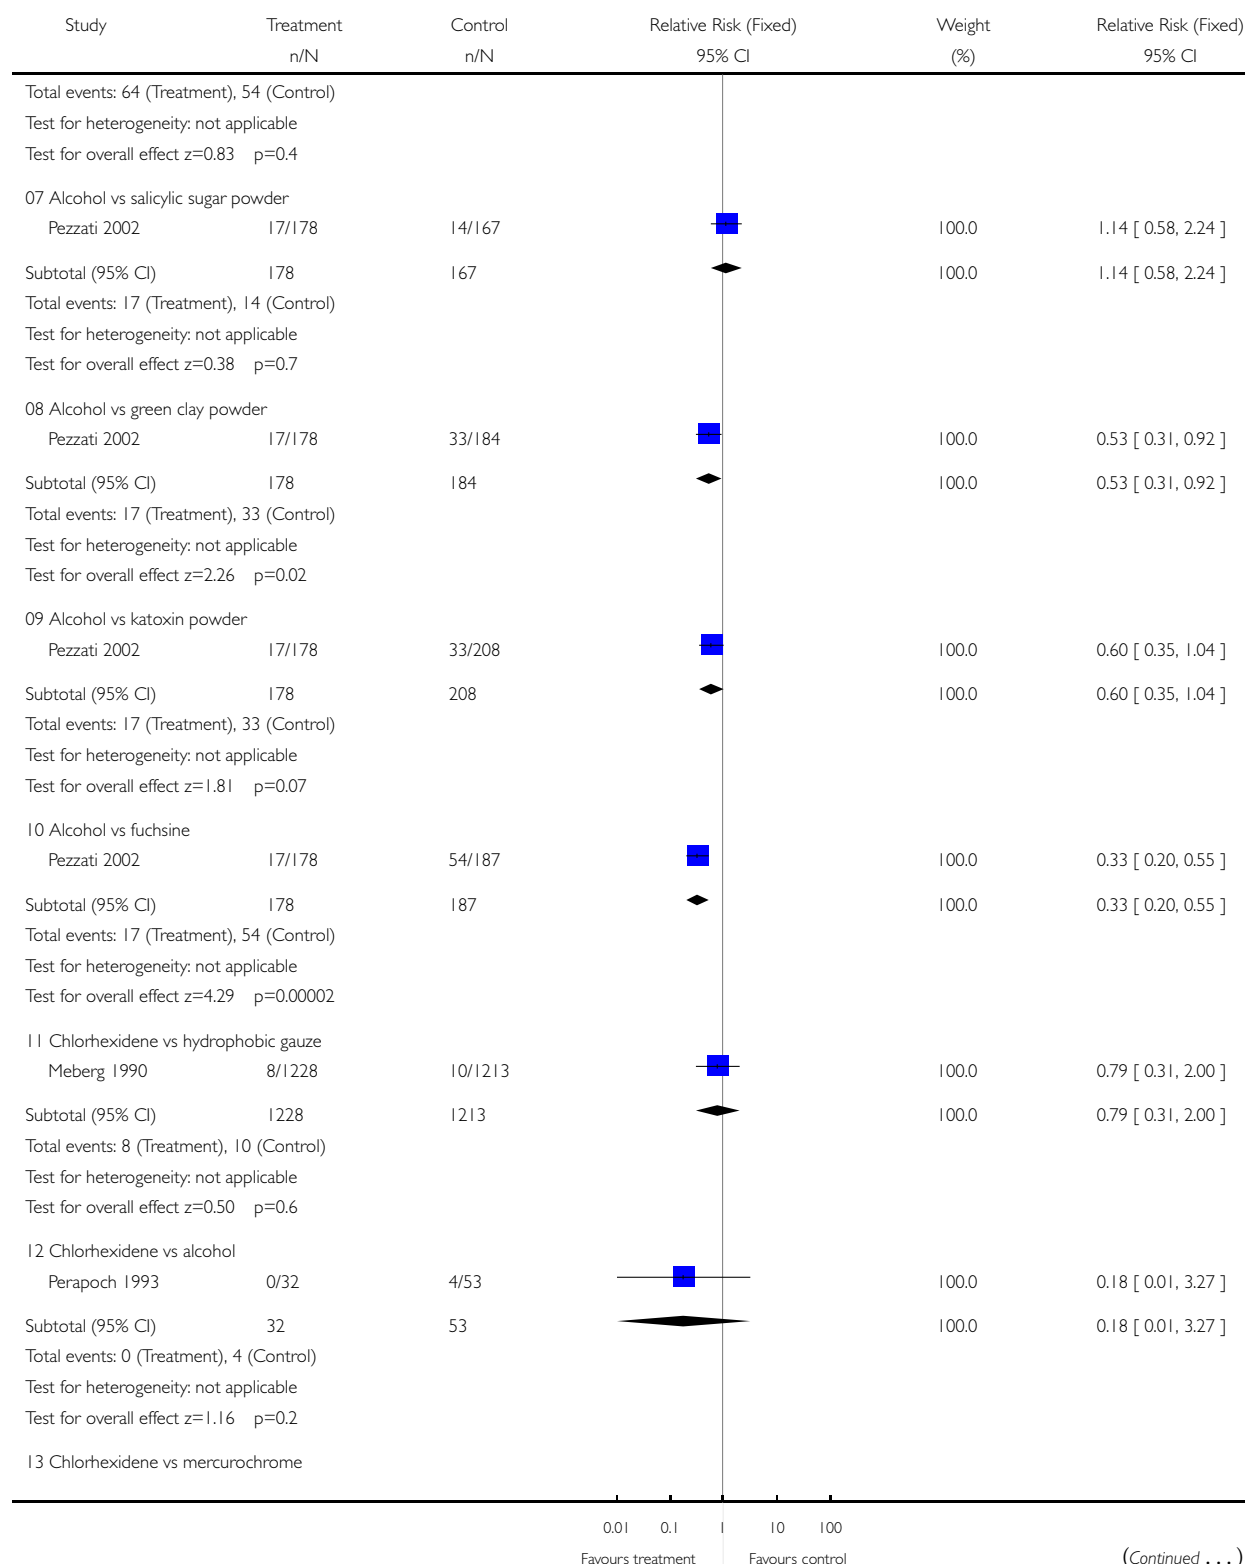 Study Treatment Control Relative Risk (Fixed) Weight Relative Risk (Fixed)
n/N n/N 95% CI (%) 95% CI
Total events: 64 (Treatment), 54 (Control)
Test for heterogeneity: not applicable
Test for overall effect z=0.83 p=0.4
07 Alcohol vs salicylic sugar powder
Pezzati 2002 17/178 14/167 100.0 1.14 [ 0.58, 2.24 ]
Subtotal (95% CI) 178 167 100.0 1.14 [ 0.58, 2.24 ]
Total events: 17 (Treatment), 14 (Control)
Test for heterogeneity: not applicable
Test for overall effect z=0.38 p=0.7
08 Alcohol vs green clay powder
Pezzati 2002 17/178 33/184 100.0 0.53 [ 0.31, 0.92 ]
Subtotal (95% CI) 178 184 100.0 0.53 [ 0.31, 0.92 ]
Total events: 17 (Treatment), 33 (Control)
Test for heterogeneity: not applicable
Test for overall effect z=2.26 p=0.02
09 Alcohol vs katoxin powder
Pezzati 2002 17/178 33/208 100.0 0.60 [ 0.35, 1.04 ]
Subtotal (95% CI) 178 208 100.0 0.60 [ 0.35, 1.04 ]
Total events: 17 (Treatment), 33 (Control)
Test for heterogeneity: not applicable
Test for overall effect z=1.81 p=0.07
10 Alcohol vs fuchsine
Pezzati 2002 17/178 54/187 100.0 0.33 [ 0.20, 0.55 ]
Subtotal (95% CI) 178 187 100.0 0.33 [ 0.20, 0.55 ]
Total events: 17 (Treatment), 54 (Control)
Test for heterogeneity: not applicable
Test for overall effect z=4.29 p=0.00002
11 Chlorhexidene vs hydrophobic gauze
Meberg 1990 8/1228 10/1213 100.0 0.79 [ 0.31, 2.00 ]
Subtotal (95% CI) 1228 1213 100.0 0.79 [ 0.31, 2.00 ]
Total events: 8 (Treatment), 10 (Control)
Test for heterogeneity: not applicable
Test for overall effect z=0.50 p=0.6
12 Chlorhexidene vs alcohol
Perapoch 1993 0/32 4/53 100.0 0.18 [ 0.01, 3.27 ]
Subtotal (95% CI) 32 53 100.0 0.18 [ 0.01, 3.27 ]
Total events: 0 (Treatment), 4 (Control)
Test for heterogeneity: not applicable
Test for overall effect z=1.16 p=0.2
13 Chlorhexidene vs mercurochrome
0.01 0.1 1 10 100
Favours treatment Favours control (Continued . . . )